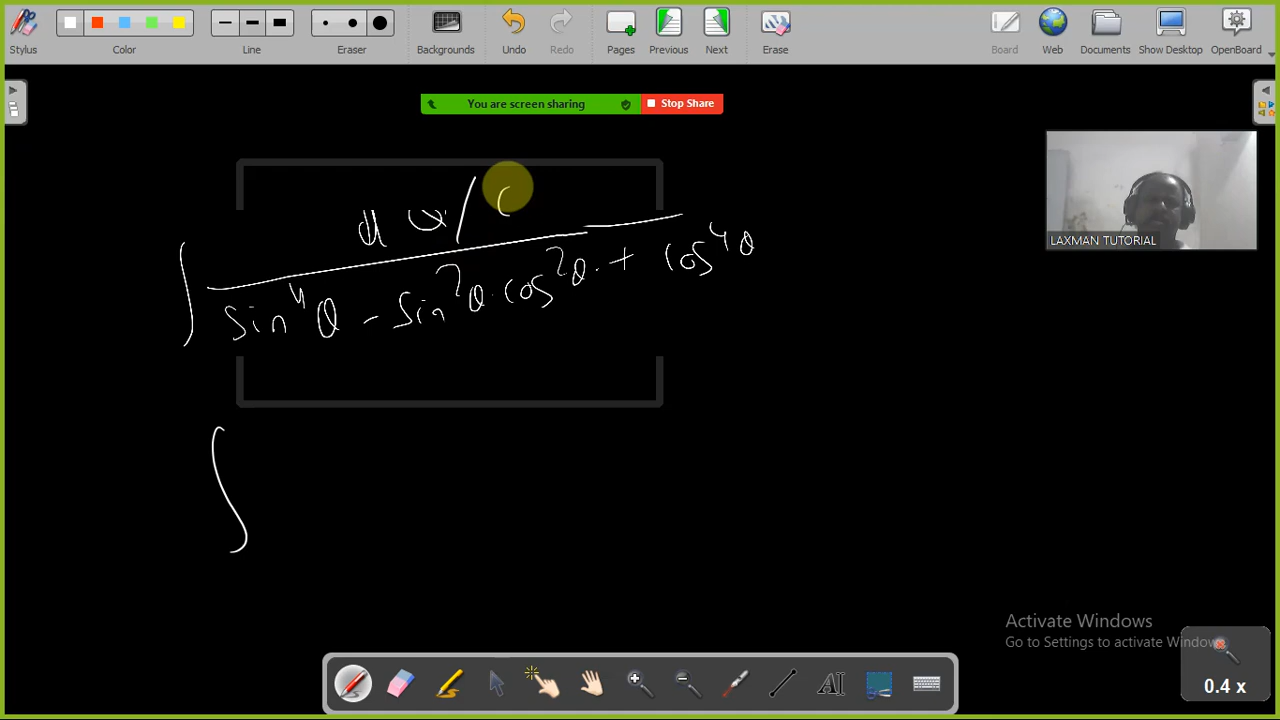 Stylus Color Line Eraser Backgrounds Undo Redo Pages Previous Next Erase Board Web Documents Show Desktop OpenBoard
You are screen sharing Stop Share
LAXMAN TUTORIAL
∫ dθ/c
sin⁴θ - sin²θ.cos²θ. + cos⁴θ
∫
Activate Windows
Go to Settings to activate Windows
AI
0.4 x